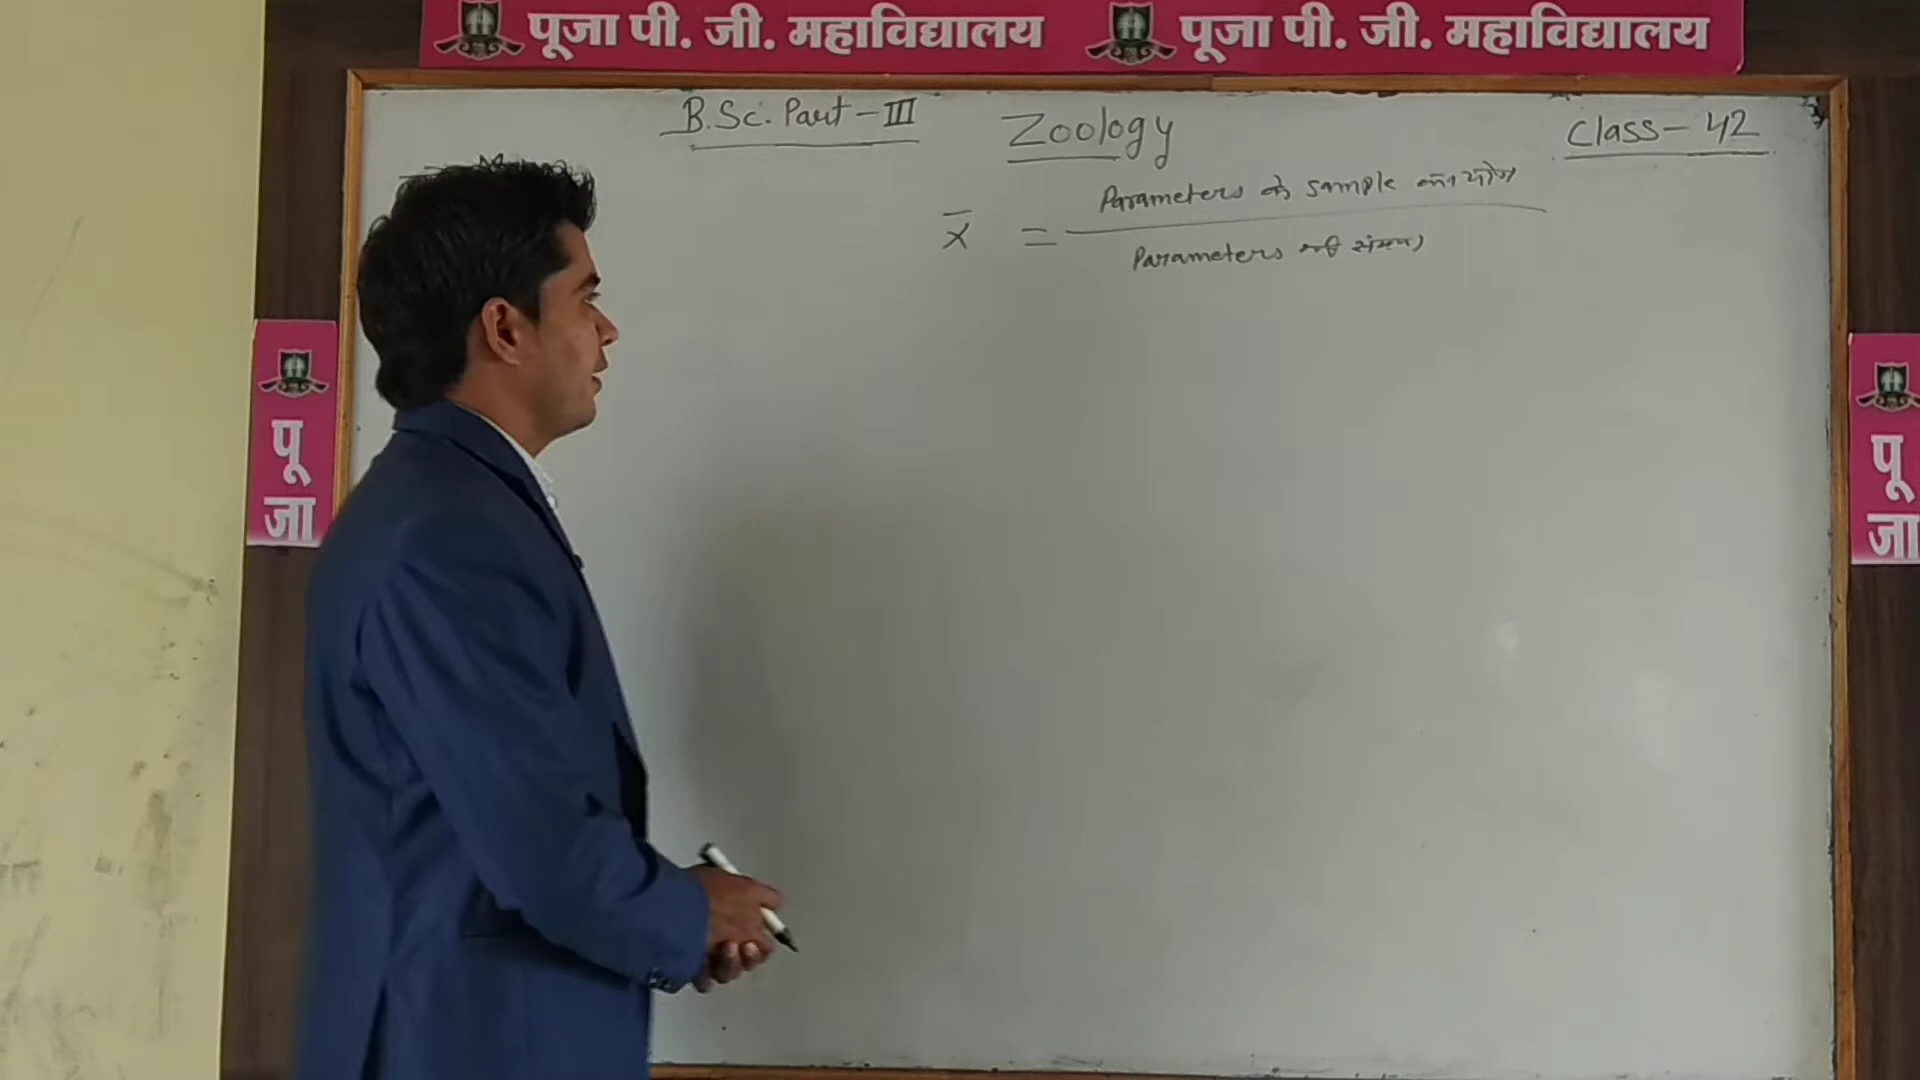 पूजा पी. जी. महाविद्यालय पूजा पी. जी. महाविद्यालय
B.Sc. Part-III Zoology Class-42
Parameters के sample का योग
x̄ =
Parameters की संख्या
पू
जा
पू
जा